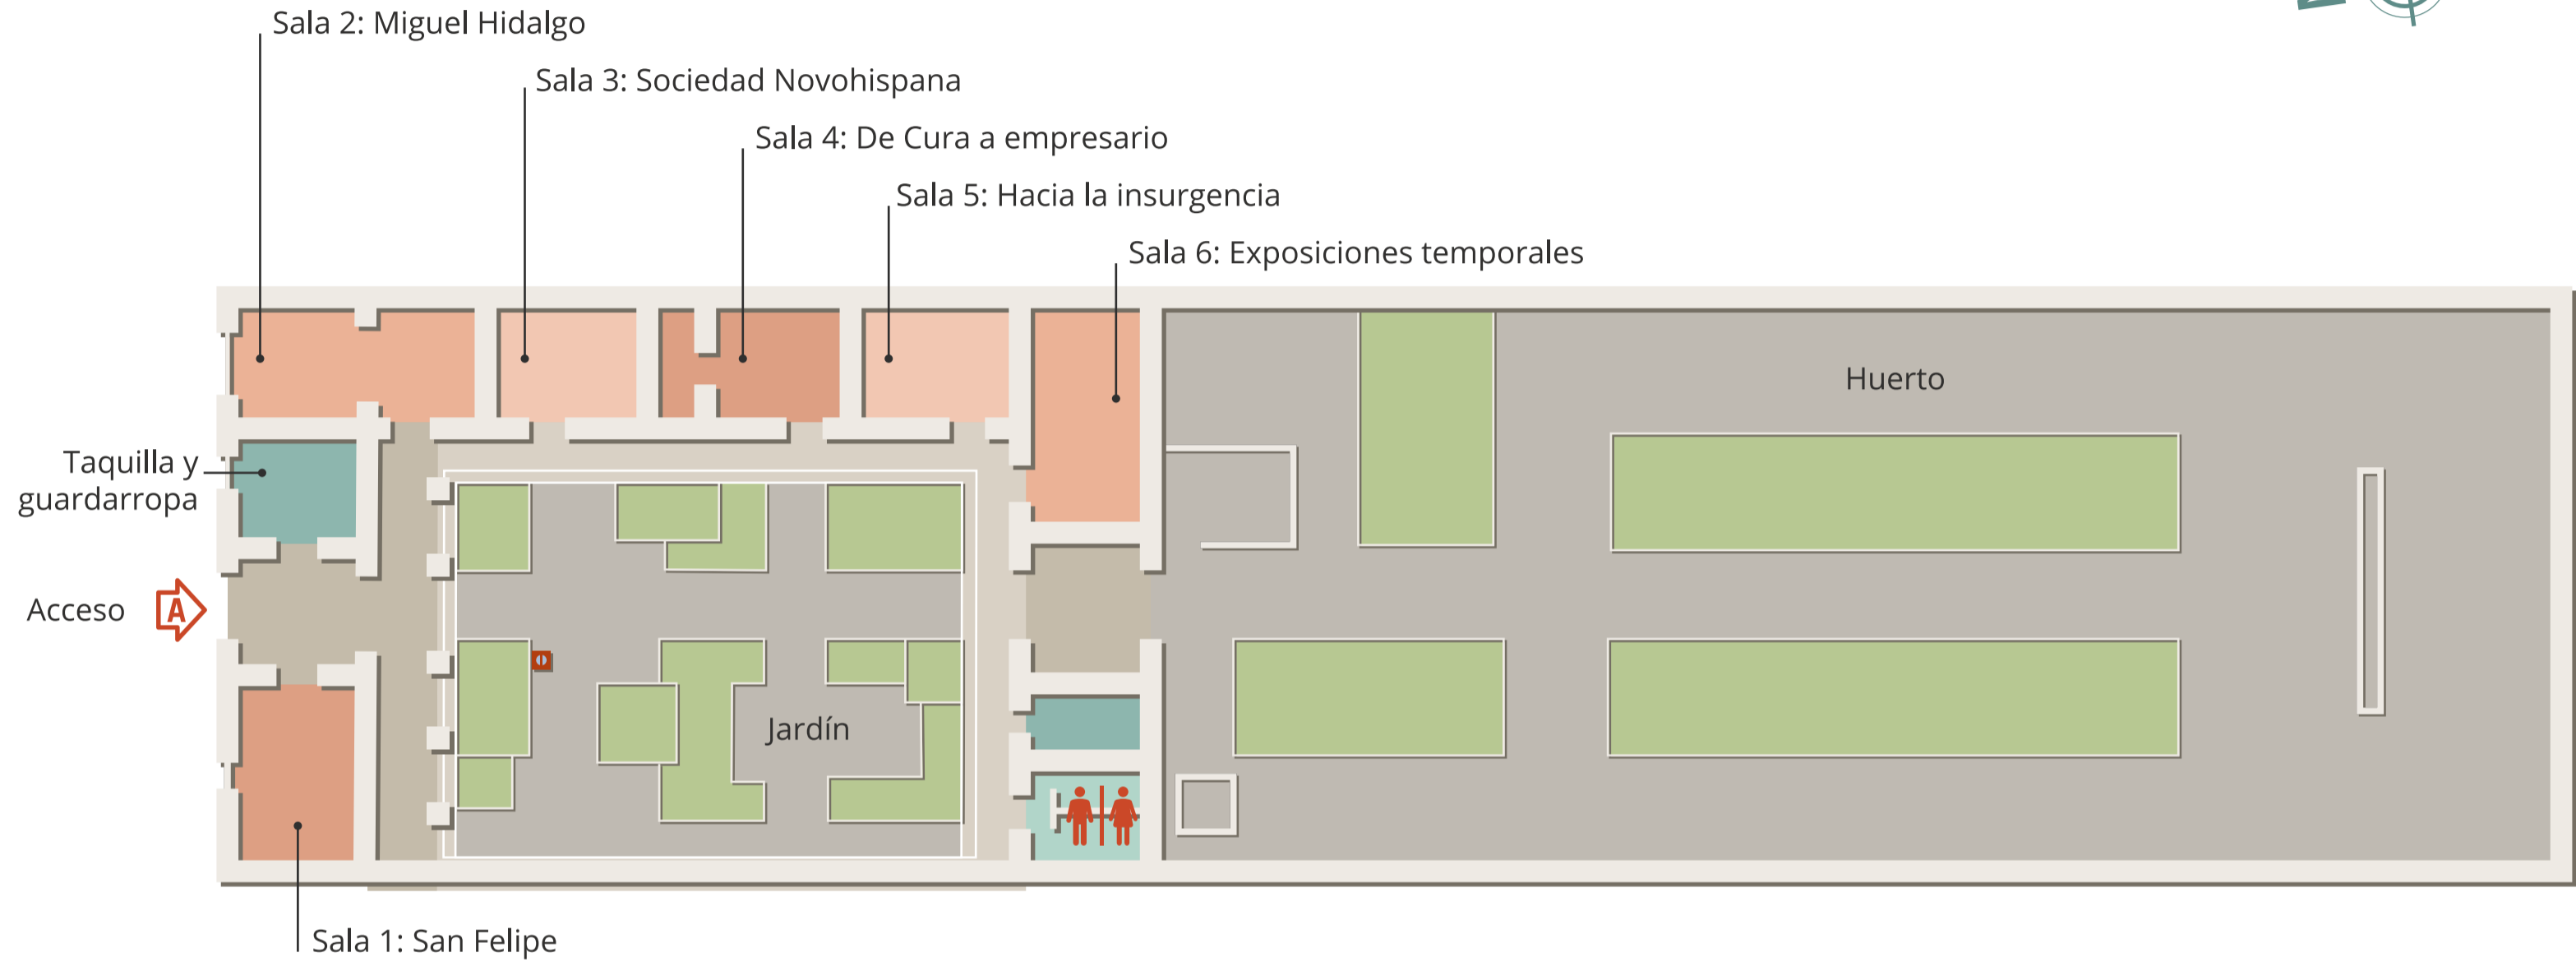 Sala 2: Miguel Hidalgo
Sala 3: Sociedad Novohispana
Sala 4: De Cura a empresario
Sala 5: Hacia la insurgencia
Sala 6: Exposiciones temporales
Huerto
Taquilla y
guardarropa
Acceso A
Jardín
Sala 1: San Felipe